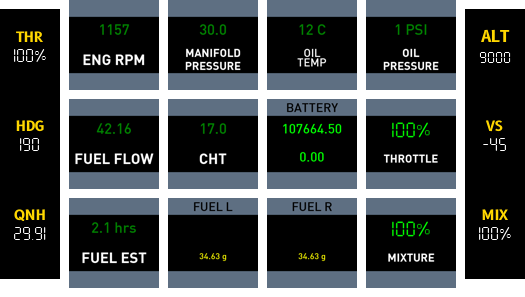 THR
100%
HDG
190
QNH
29.91
1157
ENG RPM
30.0
MANIFOLD
PRESSURE
12 C
OIL
TEMP
1 PSI
OIL
PRESSURE
42.16
FUEL FLOW
17.0
CHT
BATTERY
107664.50
0.00
100%
THROTTLE
2.1 hrs
FUEL EST
FUEL L
34.63 g
FUEL R
34.63 g
100%
MIXTURE
ALT
9000
VS
-45
MIX
100%